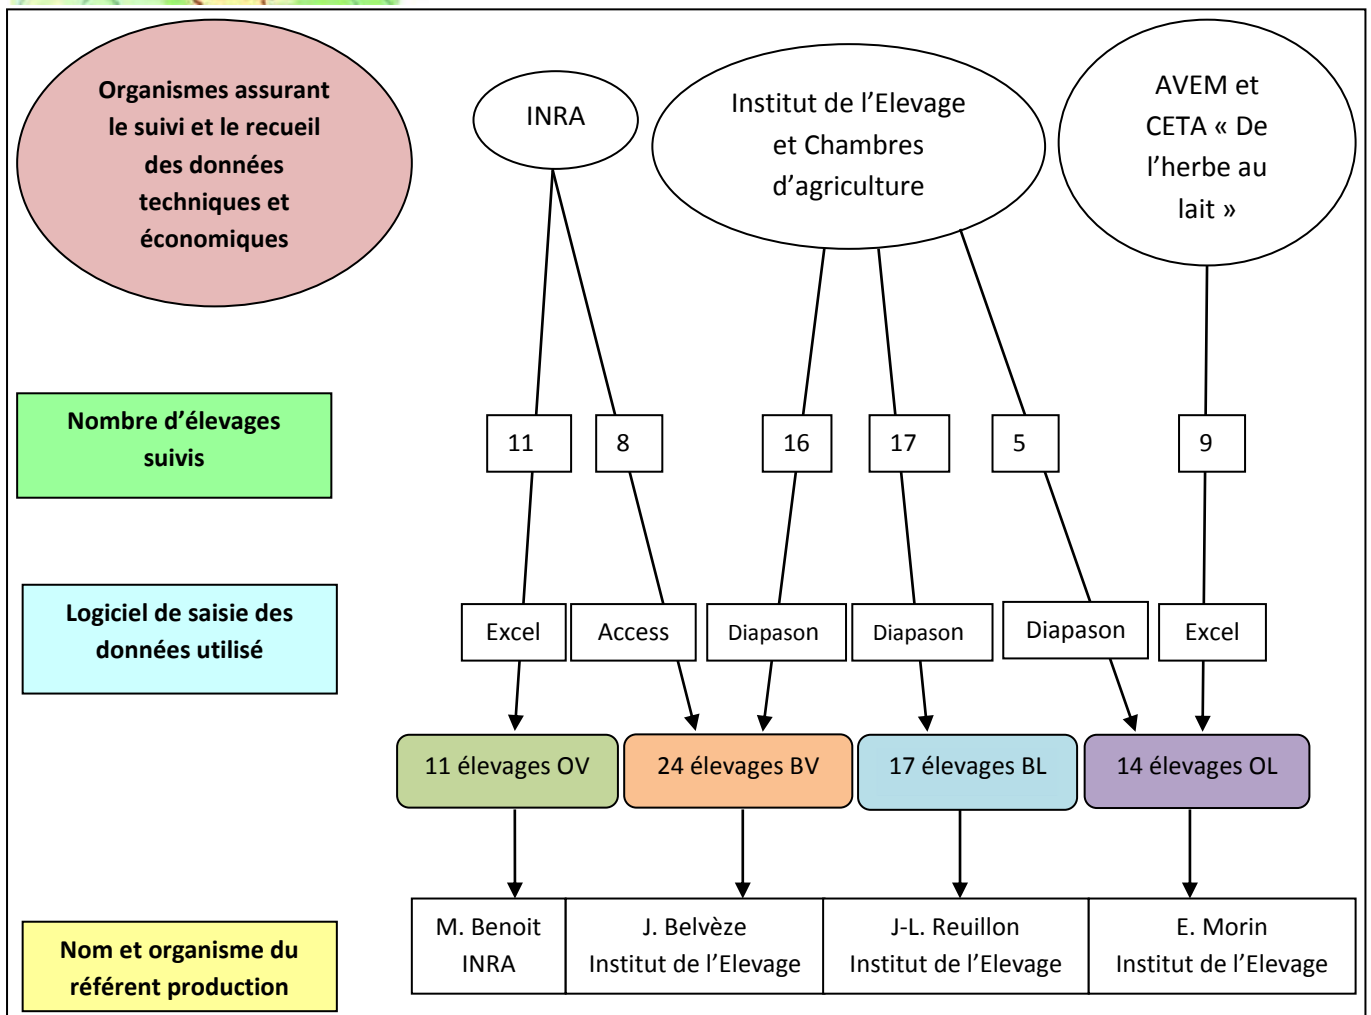 Organismes assurant
le suivi et le recueil
des données
techniques et
économiques
INRA
Institut de l’Elevage
et Chambres
d’agriculture
AVEM et
CETA « De
l’herbe au
lait »
Nombre d’élevages
suivis
11
8
16
17
5
9
Logiciel de saisie des
données utilisé
Excel
Access
Diapason
Diapason
Diapason
Excel
11 élevages OV
24 élevages BV
17 élevages BL
14 élevages OL
Nom et organisme du
référent production
M. Benoit
INRA
J. Belvèze
Institut de l’Elevage
J-L. Reuillon
Institut de l’Elevage
E. Morin
Institut de l’Elevage